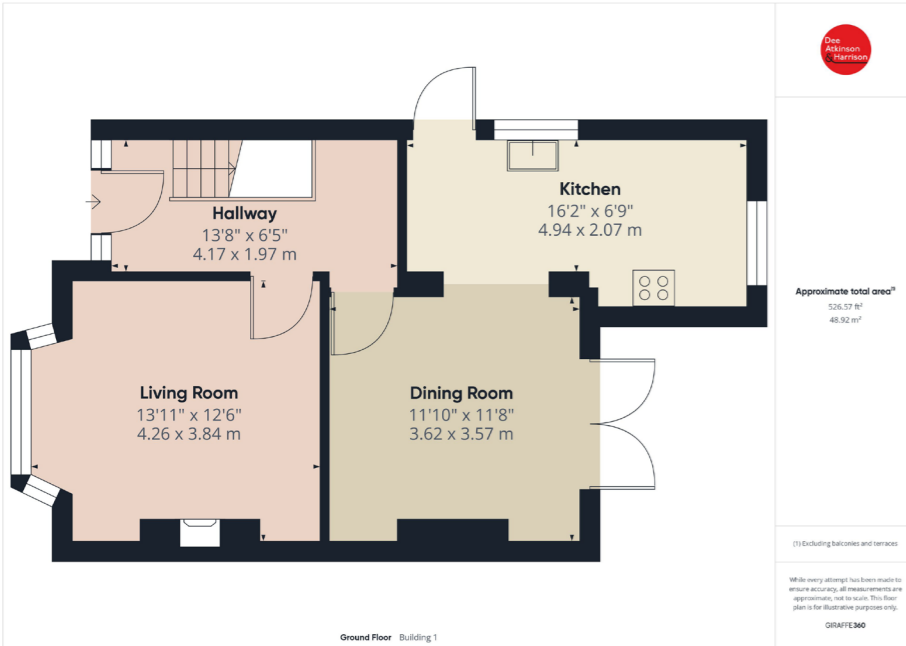 Dee
Atkinson
& Harrison
Hallway
13'8" x 6'5"
4.17 x 1.97 m
Kitchen
16'2" x 6'9"
4.94 x 2.07 m
Living Room
13'11" x 12'6"
4.26 x 3.84 m
Dining Room
11'10" x 11'8"
3.62 x 3.57 m
Approximate total area⁽¹⁾
526.57 ft²
48.92 m²
(1) Excluding balconies and terraces
While every attempt has been made to
ensure accuracy, all measurements are
approximate, not to scale. This floor
plan is for illustrative purposes only.
GIRAFFE360
Ground Floor Building 1